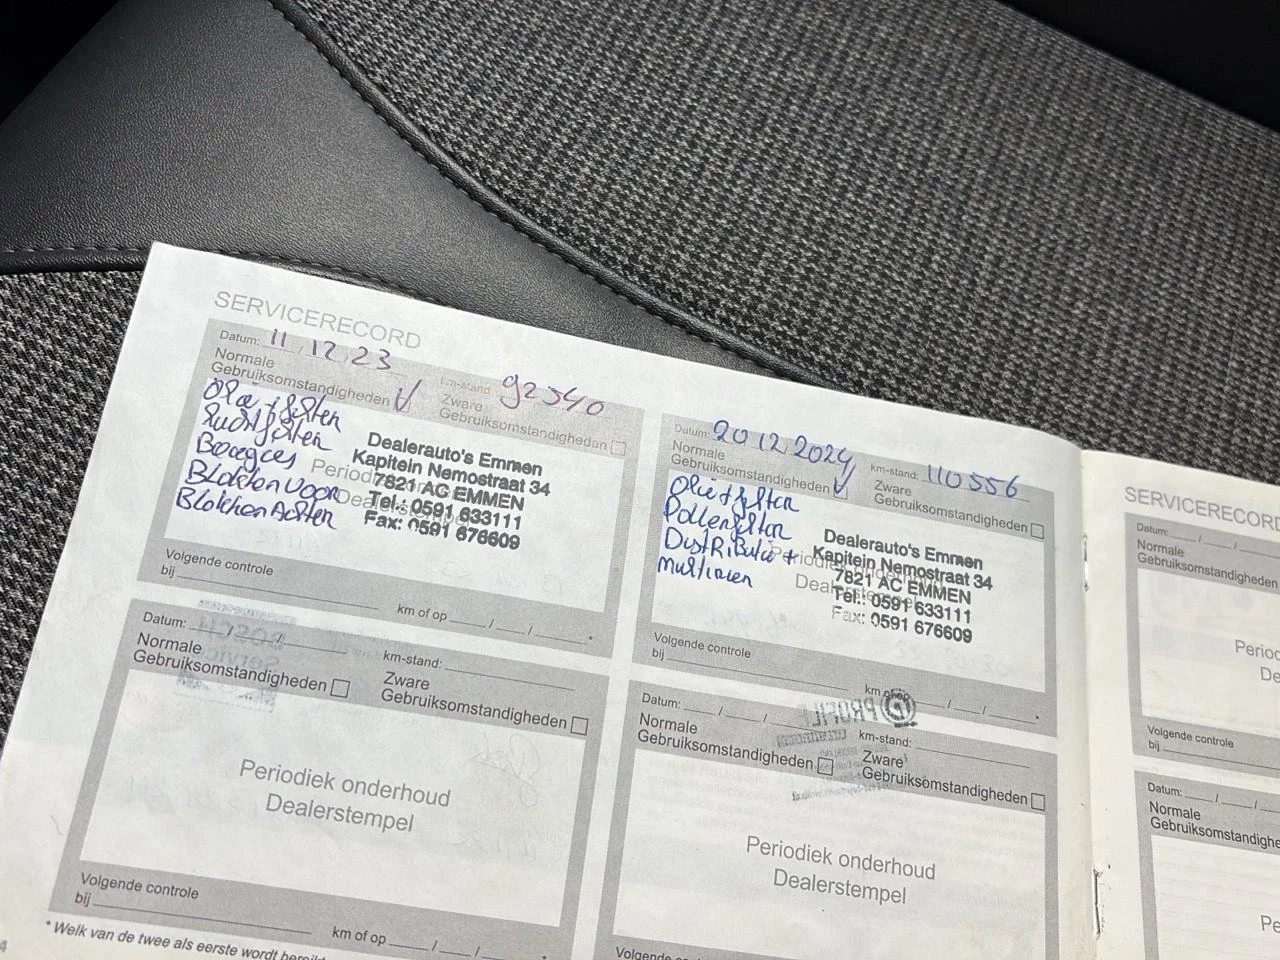 SERVICERECORD
Datum: 11/12/23
km-stand 92540
Normale
Gebruiksomstandigheden
Zware
Gebruiksomstandigheden
Olie + filter
Luchtfilter
Bougies
Blokken Voor
Blokken Achter
Dealerauto's Emmen
Kapitein Nemostraat 34
7821 AC EMMEN
Tel.: 0591 633111
Fax: 0591 676609
Volgende controle
bij
km of op / / *
Datum: 20/12/2024
km-stand: 110556
Normale
Gebruiksomstandigheden
Zware
Gebruiksomstandigheden
Olie + filter
Pollenfilter
Distributie +
Multirien
Dealerauto's Emmen
Kapitein Nemostraat 34
7821 AC EMMEN
Tel.: 0591 633111
Fax: 0591 676609
Volgende controle
bij
km of op / / *
Datum: / /
km-stand:
Normale
Gebruiksomstandigheden
Zware
Gebruiksomstandigheden
Periodiek onderhoud
Dealerstempel
Volgende controle
bij
km of op / /
* Welk van de twee als eerste wordt
Datum: / /
km-stand:
Normale
Gebruiksomstandigheden
Zware
Gebruiksomstandigheden
Periodiek onderhoud
Dealerstempel
Volgende controle
4
SERVICERECORD
Datum: / /
Normale
Gebruiksomstandigheden
Period
De
Volgende controle
bij
Datum: / /
Normale
Gebruiksomstandighe
Pe